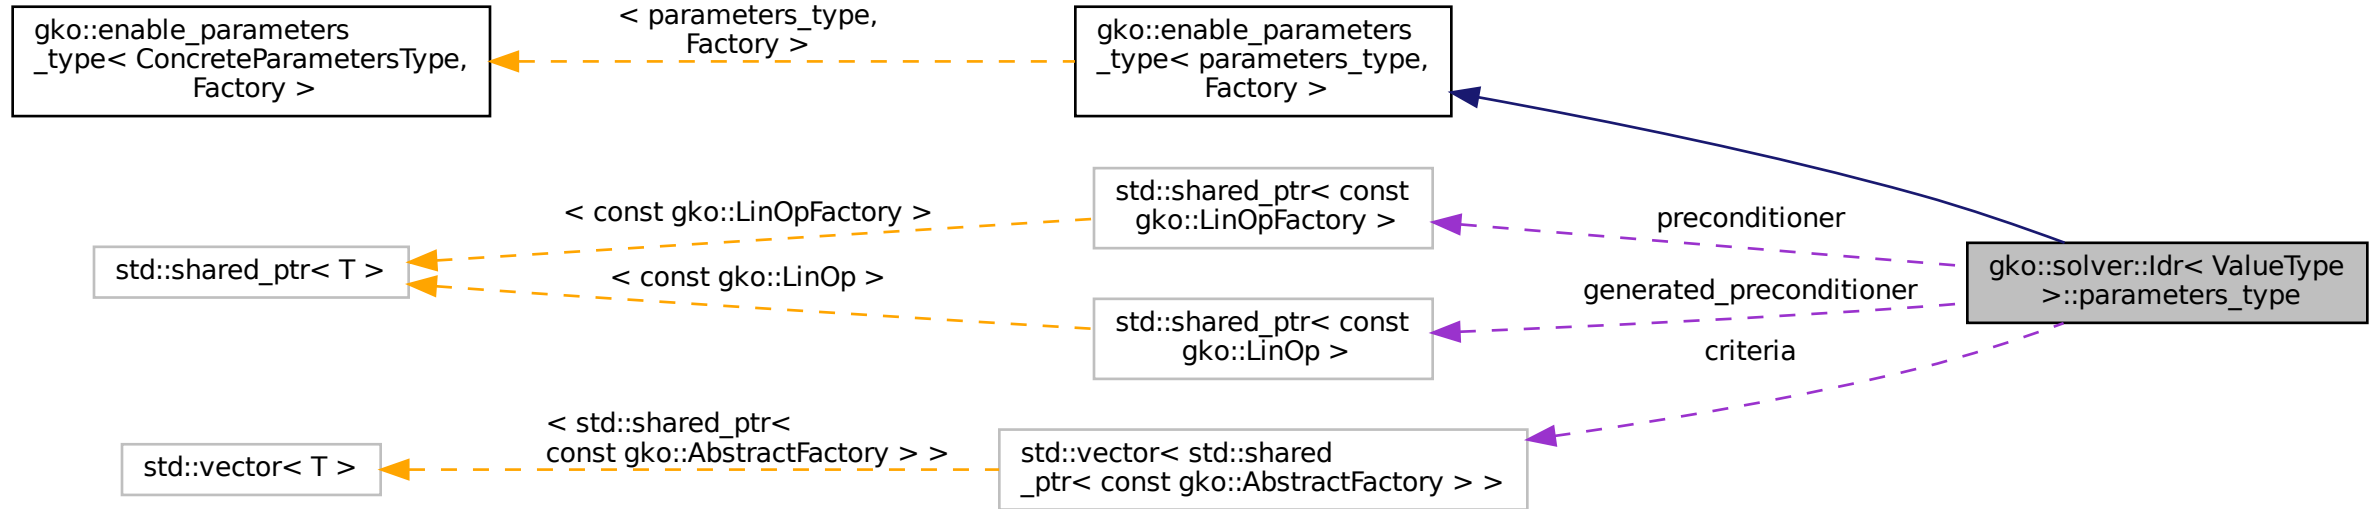 gko::enable_parameters
_type< ConcreteParametersType,
Factory >
< parameters_type,
Factory >
gko::enable_parameters
_type< parameters_type,
Factory >
std::shared_ptr< T >
< const gko::LinOpFactory >
< const gko::LinOp >
std::shared_ptr< const
gko::LinOpFactory >
std::shared_ptr< const
gko::LinOp >
preconditioner
generated_preconditioner
criteria
gko::solver::Idr< ValueType
>::parameters_type
std::vector< T >
< std::shared_ptr<
const gko::AbstractFactory > >
std::vector< std::shared
_ptr< const gko::AbstractFactory > >